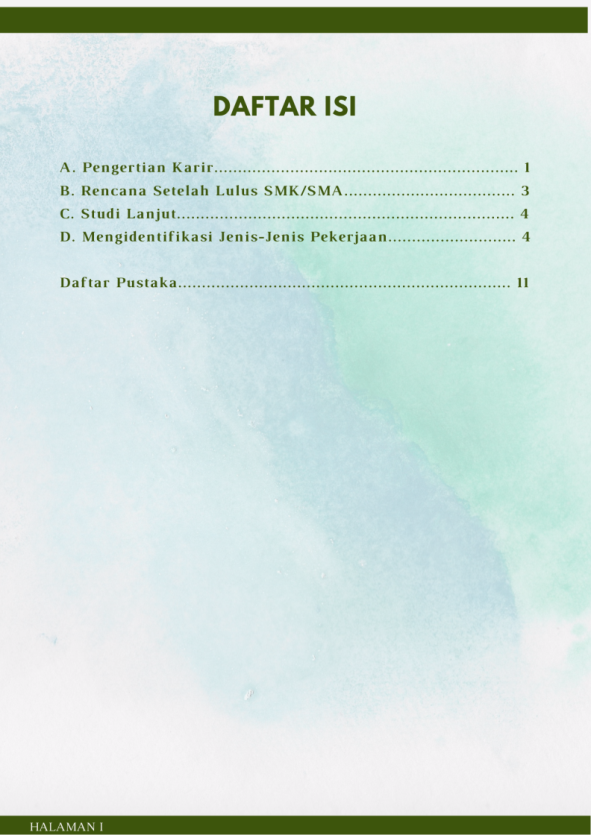 DAFTAR ISI
A. Pengertian Karir................................................................ 1
B. Rencana Setelah Lulus SMK/SMA.................................... 3
C. Studi Lanjut....................................................................... 4
D. Mengidentifikasi Jenis-Jenis Pekerjaan........................... 4
Daftar Pustaka...................................................................... 11
HALAMAN I